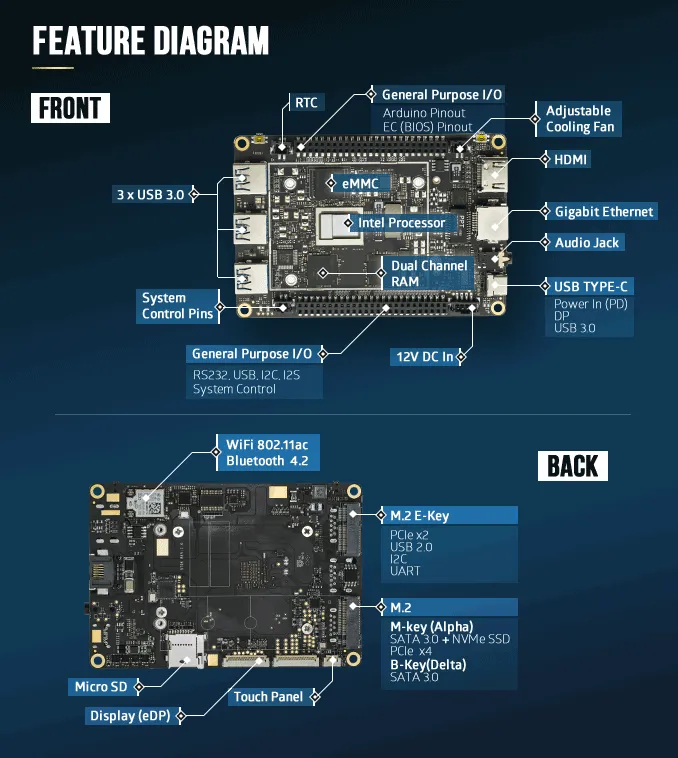 FEATURE DIAGRAM
FRONT
RTC
General Purpose I/O
Arduino Pinout
EC (BIOS) Pinout
Adjustable
Cooling Fan
HDMI
3 x USB 3.0
eMMC
Intel Processor
Gigabit Ethernet
Audio Jack
Dual Channel
RAM
USB TYPE-C
Power In (PD)
DP
USB 3.0
System
Control Pins
General Purpose I/O
RS232, USB, I2C, I2S
System Control
12V DC In
WiFi 802.11ac
Bluetooth 4.2
BACK
M.2 E-Key
PCIe x2
USB 2.0
I2C
UART
M.2
M-key (Alpha)
SATA 3.0 + NVMe SSD
PCIe x4
B-Key(Delta)
SATA 3.0
Micro SD
Display (eDP)
Touch Panel